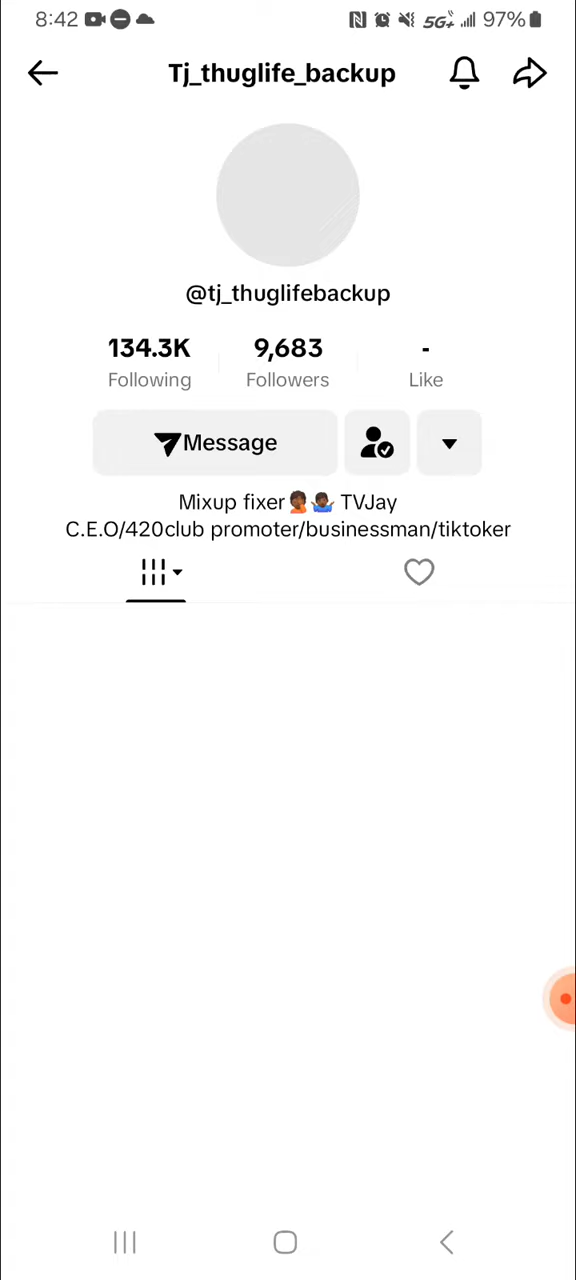 8:42 5G+ 97%
Tj_thuglife_backup
@tj_thuglifebackup
134.3K 9,683 -
Following Followers Like
Message
Mixup fixer🤦🏾🤷🏾‍♂️ TVJay
C.E.O/420club promoter/businessman/tiktoker